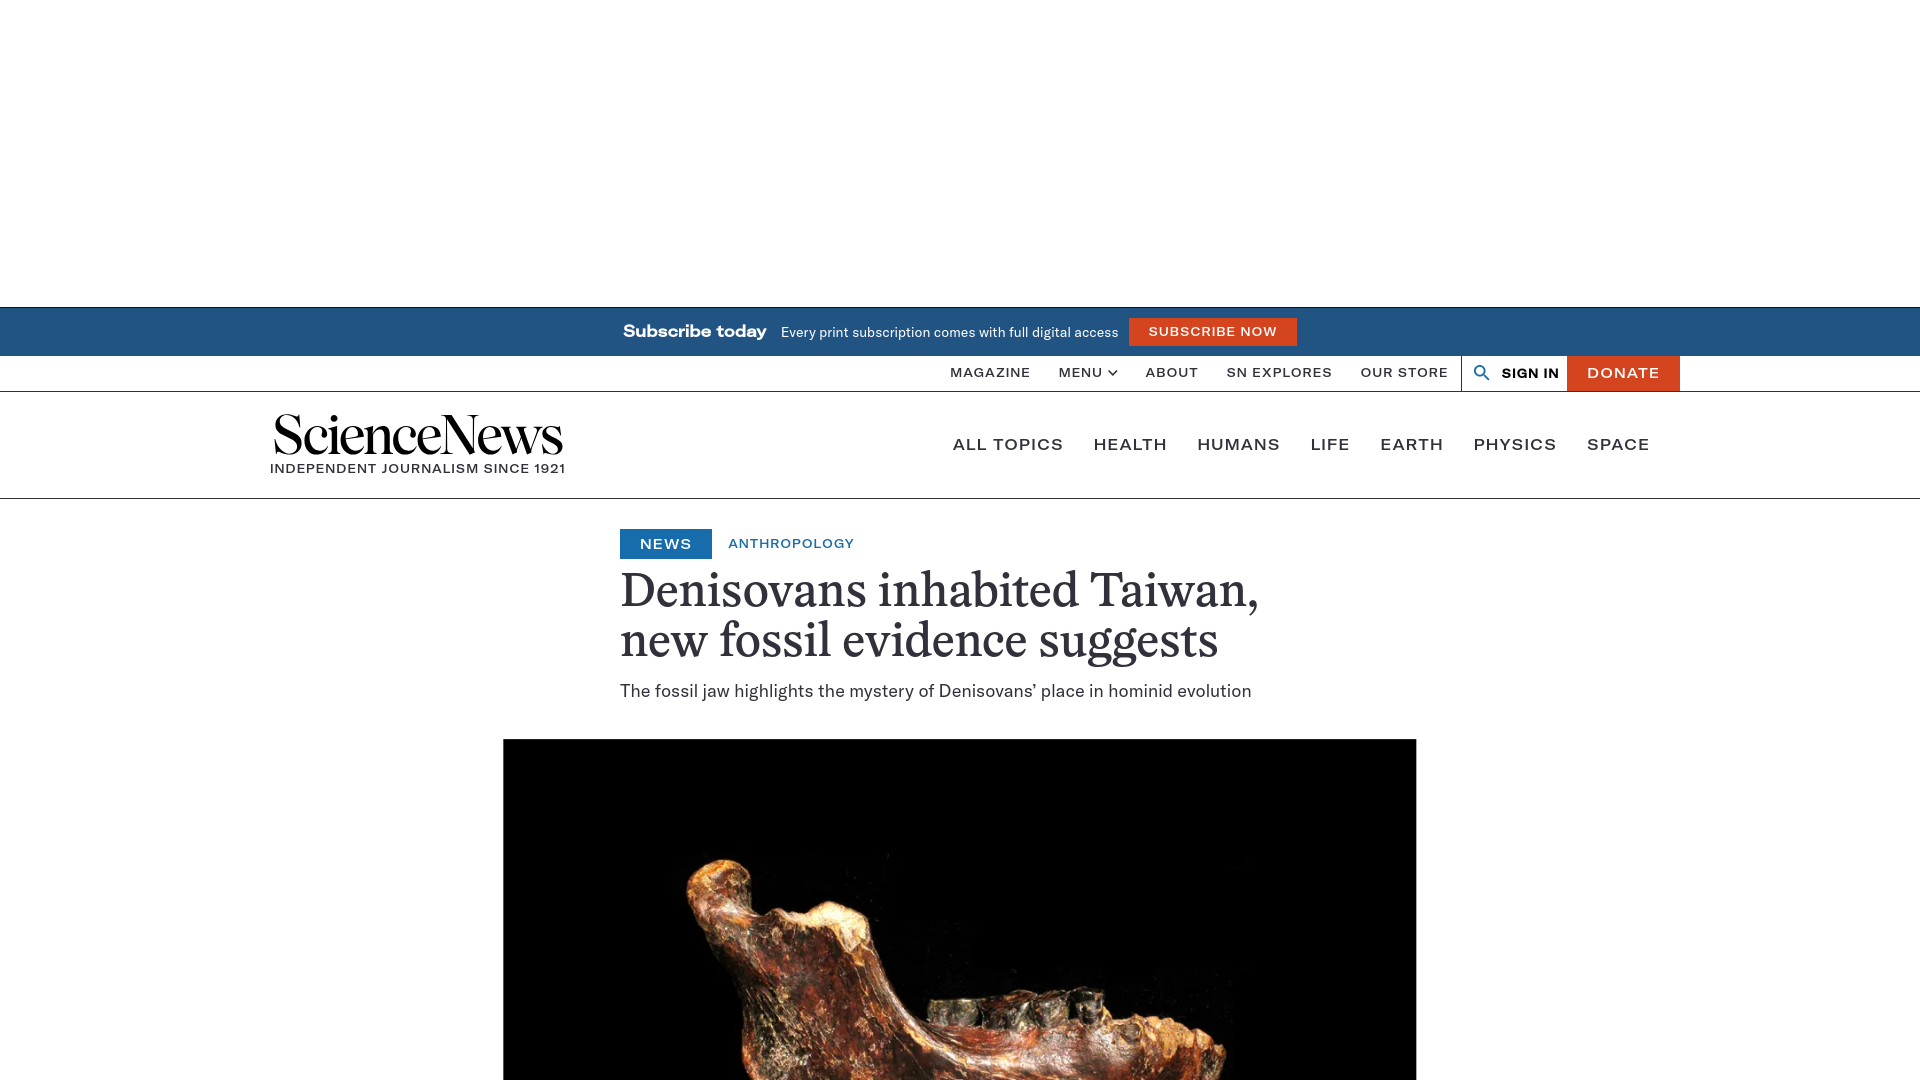 Subscribe today Every print subscription comes with full digital access SUBSCRIBE NOW
MAGAZINE MENU ABOUT SN EXPLORES OUR STORE SIGN IN DONATE
ScienceNews
INDEPENDENT JOURNALISM SINCE 1921
ALL TOPICS HEALTH HUMANS LIFE EARTH PHYSICS SPACE
NEWS ANTHROPOLOGY
Denisovans inhabited Taiwan,
new fossil evidence suggests
The fossil jaw highlights the mystery of Denisovans’ place in hominid evolution